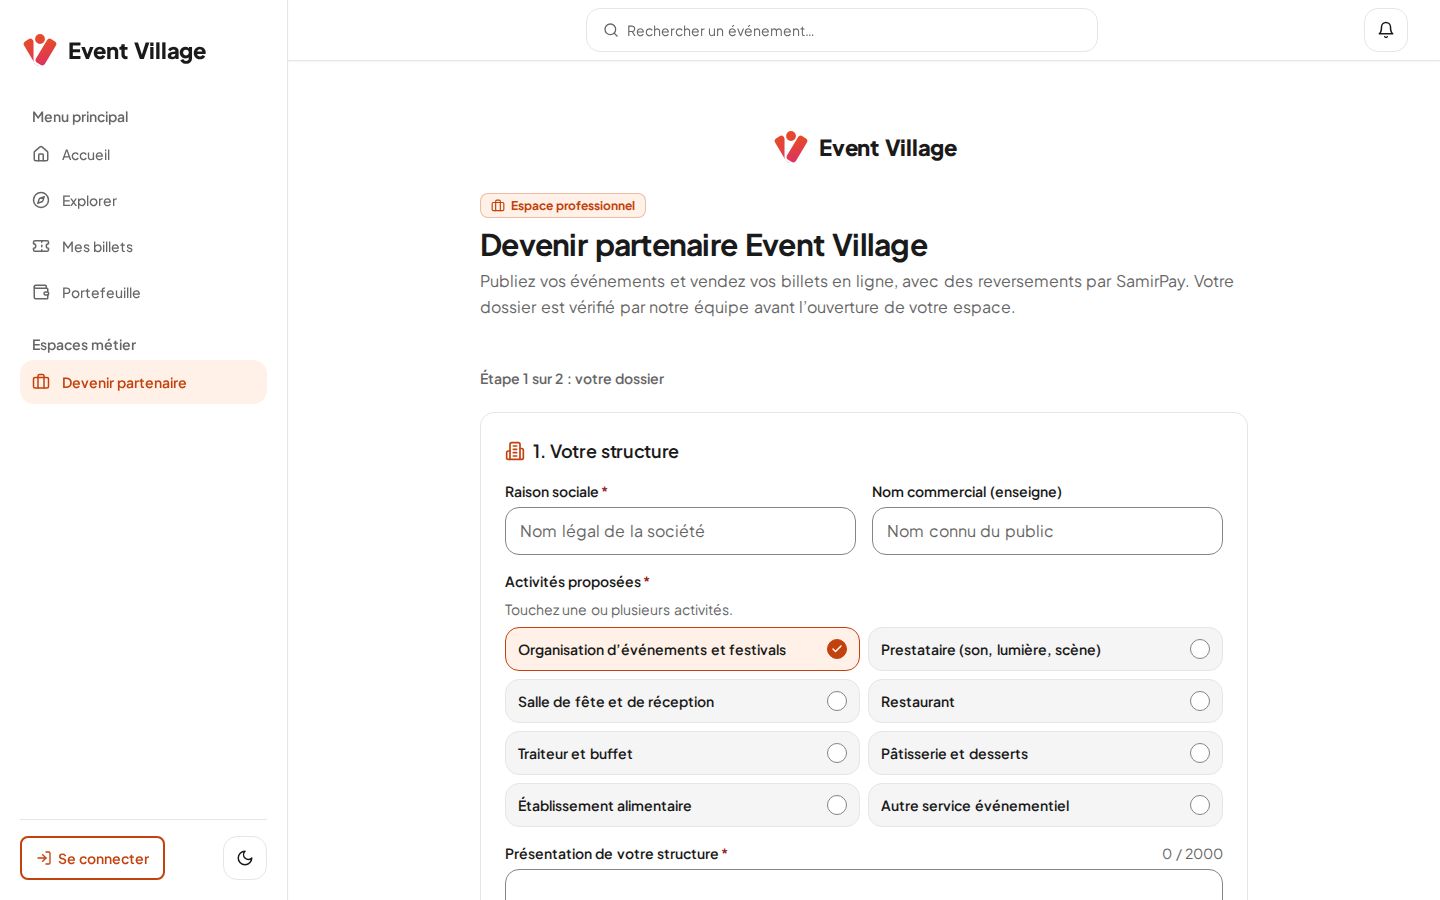 Event Village
Rechercher un événement…
Menu principal
Accueil
Explorer
Mes billets
Portefeuille
Espaces métier
Devenir partenaire
Se connecter
Event Village
Espace professionnel
Devenir partenaire Event Village
Publiez vos événements et vendez vos billets en ligne, avec des reversements par SamirPay. Votre
dossier est vérifié par notre équipe avant l’ouverture de votre espace.
Étape 1 sur 2 : votre dossier
1. Votre structure
Raison sociale *
Nom commercial (enseigne)
Nom légal de la société
Nom connu du public
Activités proposées *
Touchez une ou plusieurs activités.
Organisation d’événements et festivals
Prestataire (son, lumière, scène)
Salle de fête et de réception
Restaurant
Traiteur et buffet
Pâtisserie et desserts
Établissement alimentaire
Autre service événementiel
Présentation de votre structure *
0 / 2000